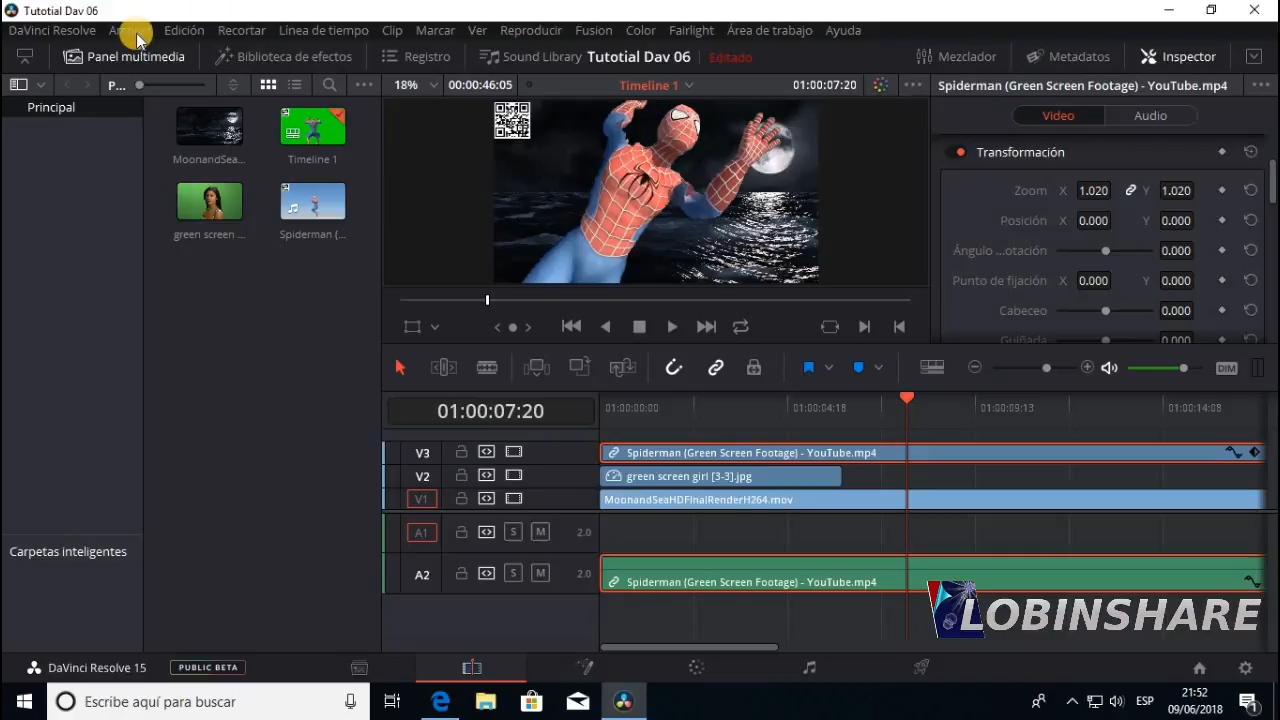 Tutotial Dav 06
DaVinci Resolve Edición Recortar Línea de tiempo Clip Marcar Ver Reproducir Fusion Color Fairlight Área de trabajo Ayuda
Panel multimedia Biblioteca de efectos Registro Sound Library Tutotial Dav 06 Editado Mezclador Metadatos Inspector
P... 18% 00:00:46:05 Timeline 1 01:00:07:20 Spiderman (Green Screen Footage) - YouTube.mp4
Principal
Video Audio
MoonandSea... Timeline 1
Transformación
Zoom X 1.020 Y 1.020
Posición X 0.000 Y 0.000
green screen ... Spiderman (...
Ángulo ...otación 0.000
Punto de fijación X 0.000 Y 0.000
Cabeceo 0.000
Guiñada 0.000
DIM
01:00:07:20 01:00:00:00 01:00:04:18 01:00:09:13 01:00:14:08
V3 Spiderman (Green Screen Footage) - YouTube.mp4
V2 green screen girl [3-3].jpg
V1 MoonandSeaHDFinalRenderH264.mov
A1 S M 2.0
Carpetas inteligentes
A2 S M 2.0 Spiderman (Green Screen Footage) - YouTube.mp4
LOBINSHARE
DaVinci Resolve 15 PUBLIC BETA
Escribe aquí para buscar
ESP
21:52
09/06/2018
1